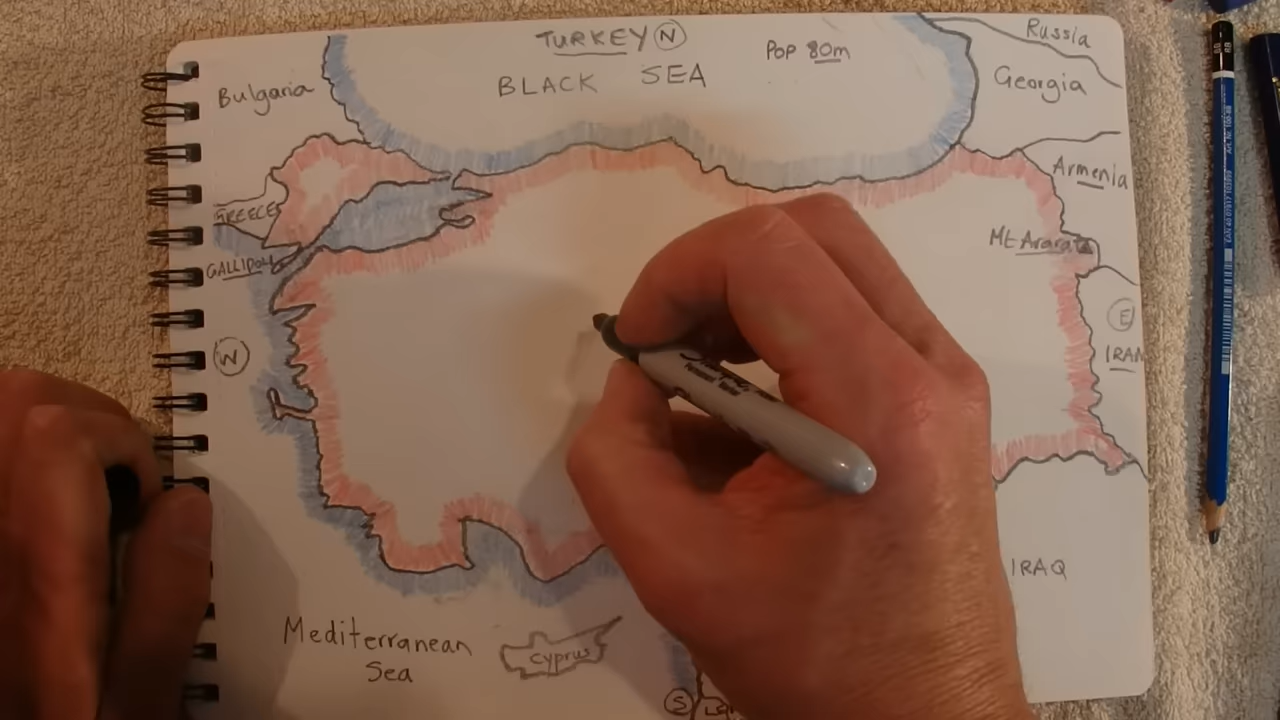 TURKEY N
Pop 80m
BLACK SEA
Russia
Georgia
Bulgaria
Armenia
GREECE
Mt Ararat
GALLIPOLI
W
E
IRAN
IRAQ
Mediterranean
Sea
Cyprus
S